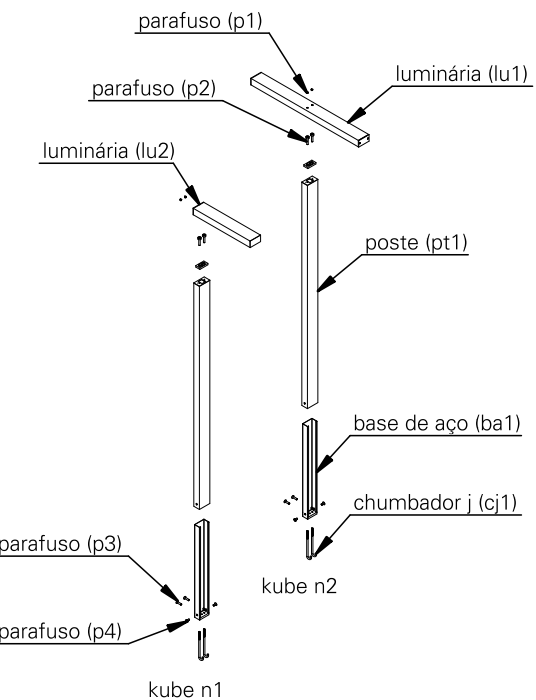 parafuso (p1)
luminária (lu1)
parafuso (p2)
luminária (lu2)
poste (pt1)
base de aço (ba1)
chumbador j (cj1)
parafuso (p3)
kube n2
parafuso (p4)
kube n1